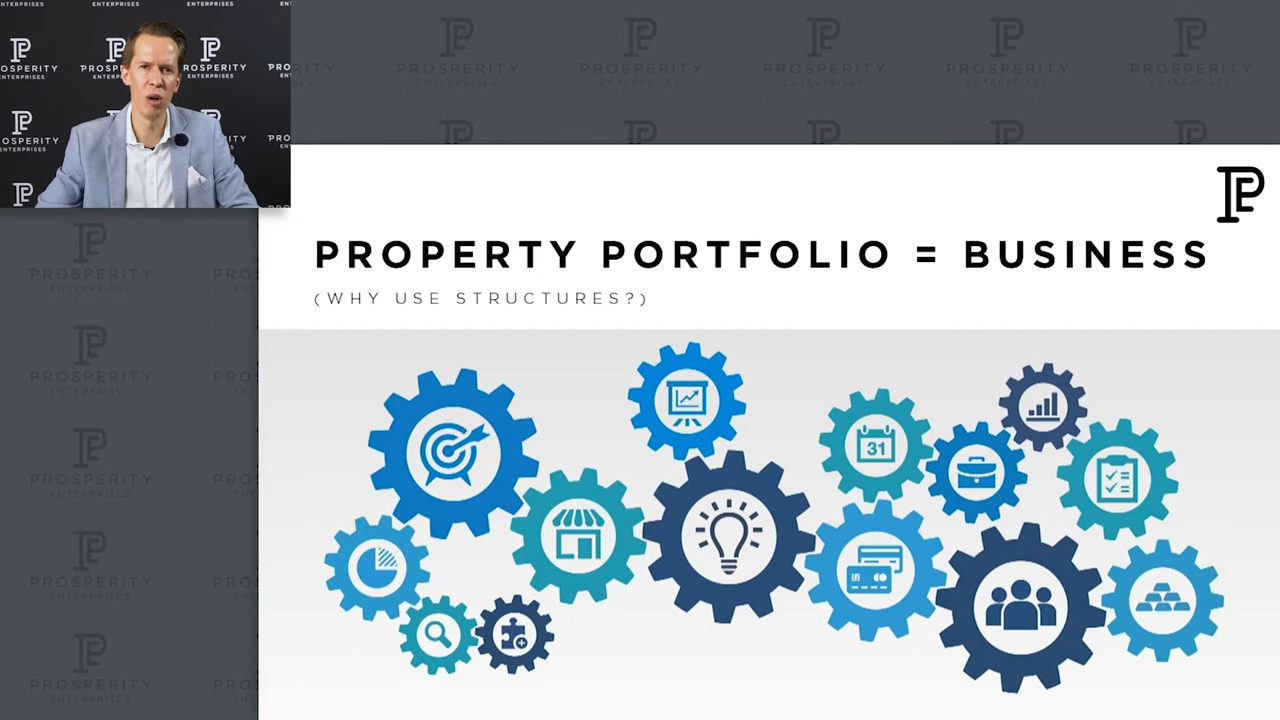 PROSPERITY
ENTERPRISES
PROPERTY PORTFOLIO = BUSINESS
(WHY USE STRUCTURES?)
31